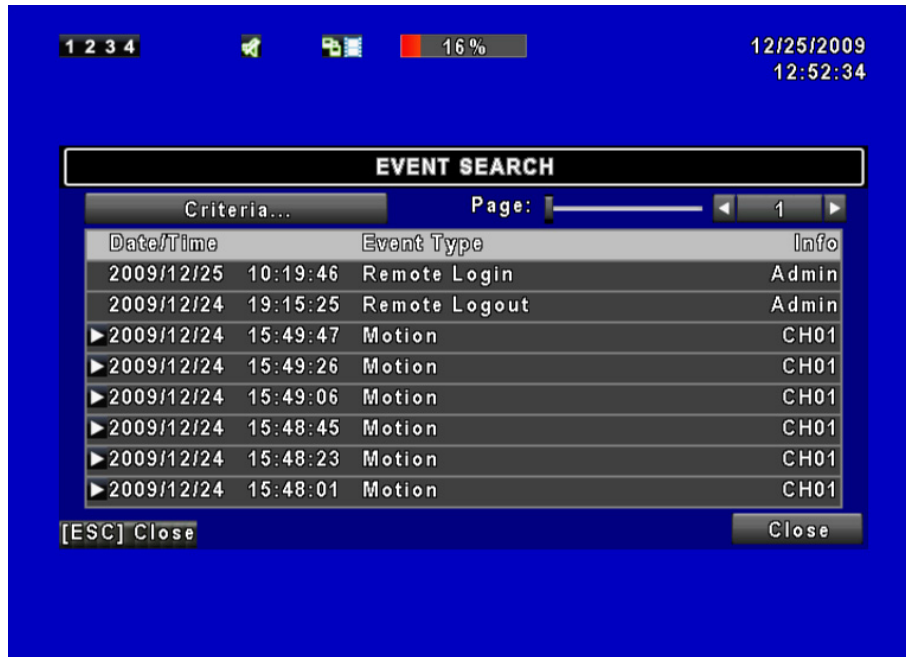 1 2 3 4 16% 12/25/2009
12:52:34
EVENT SEARCH
Criteria... Page: 1
Date/Time Event Type Info
2009/12/25 10:19:46 Remote Login Admin
2009/12/24 19:15:25 Remote Logout Admin
2009/12/24 15:49:47 Motion CH01
2009/12/24 15:49:26 Motion CH01
2009/12/24 15:49:06 Motion CH01
2009/12/24 15:48:45 Motion CH01
2009/12/24 15:48:23 Motion CH01
2009/12/24 15:48:01 Motion CH01
[ESC] Close Close